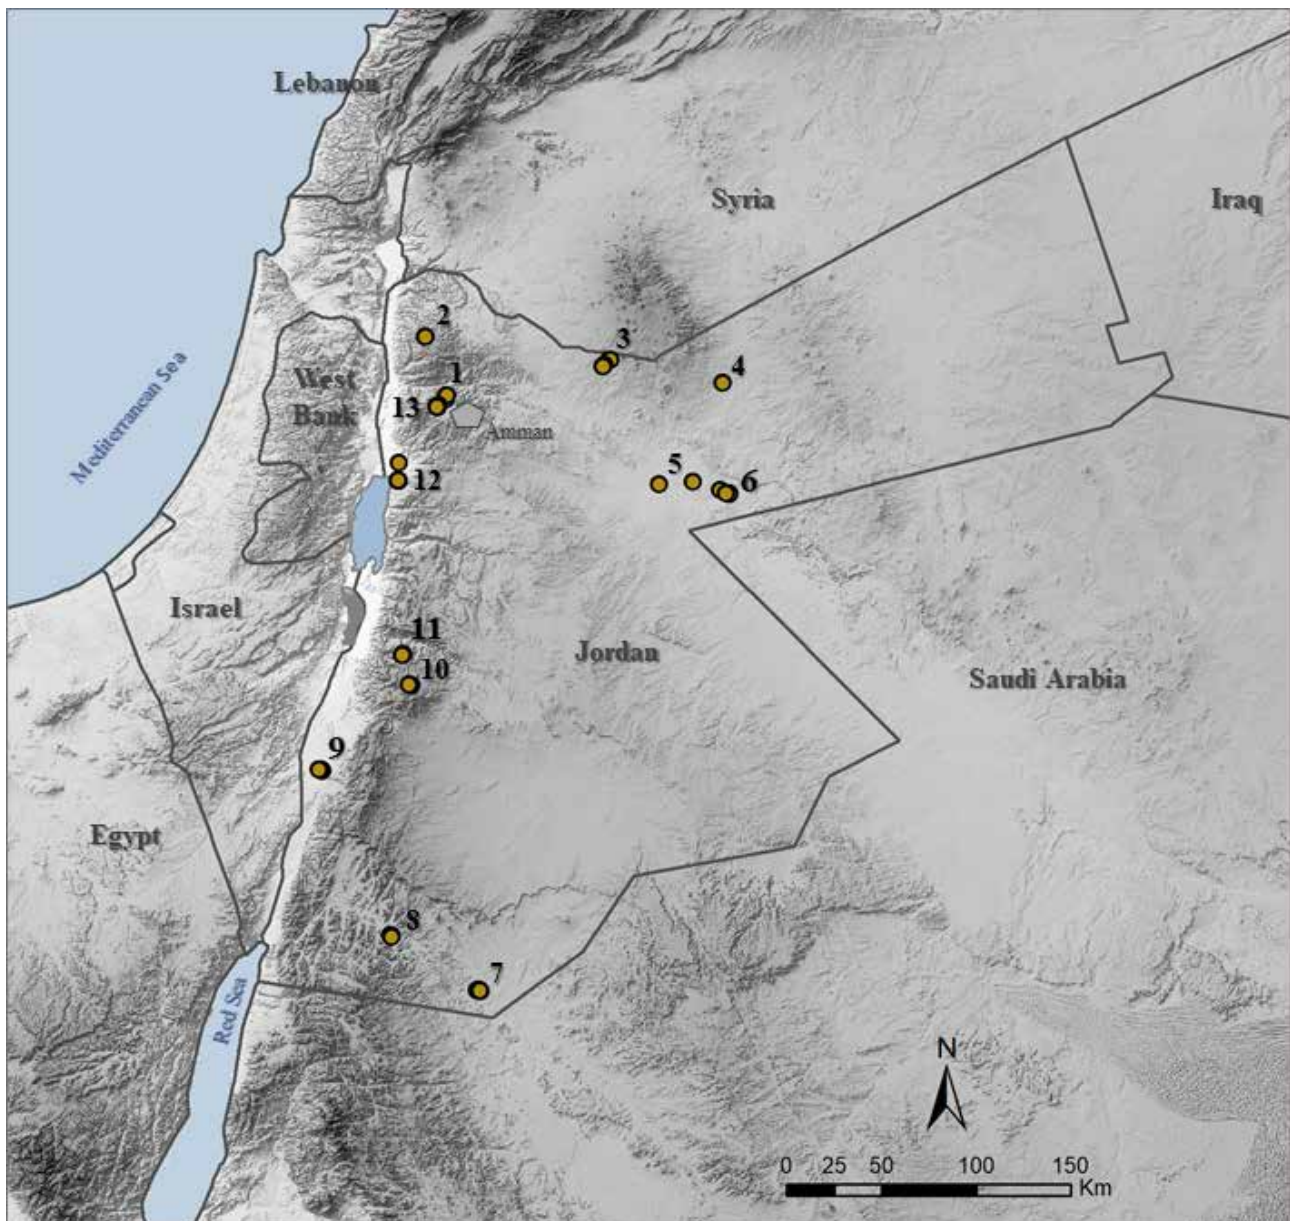 Lebanon
Syria
Iraq
2
3
4
1
West
Bank
13
Amman
Mediterranean Sea
5
6
12
Israel
11
Jordan
10
Saudi Arabia
9
Egypt
8
7
Red Sea
N
0 25 50 100 150
Km